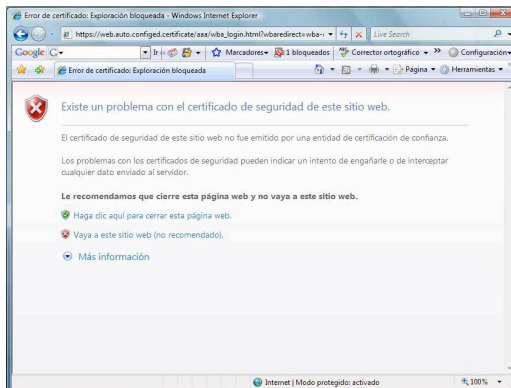 Error de certificado: Exploración bloqueada - Windows Internet Explorer
https://web.auto.configed.certificate/aaa/wba_login.html?wbaredirect=wba-
Live Search
Google
Ir
Marcadores
1 bloqueados
Corrector ortográfico
Configuración
Error de certificado: Exploración bloqueada
Página
Herramientas
Existe un problema con el certificado de seguridad de este sitio web.
El certificado de seguridad de este sitio web no fue emitido por una entidad de certificación de confianza.
Los problemas con los certificados de seguridad pueden indicar un intento de engañarle o de interceptar
cualquier dato enviado al servidor.
Le recomendamos que cierre esta página web y no vaya a este sitio web.
Haga clic aquí para cerrar esta página web.
Vaya a este sitio web (no recomendado).
Más información
Internet | Modo protegido: activado
100%